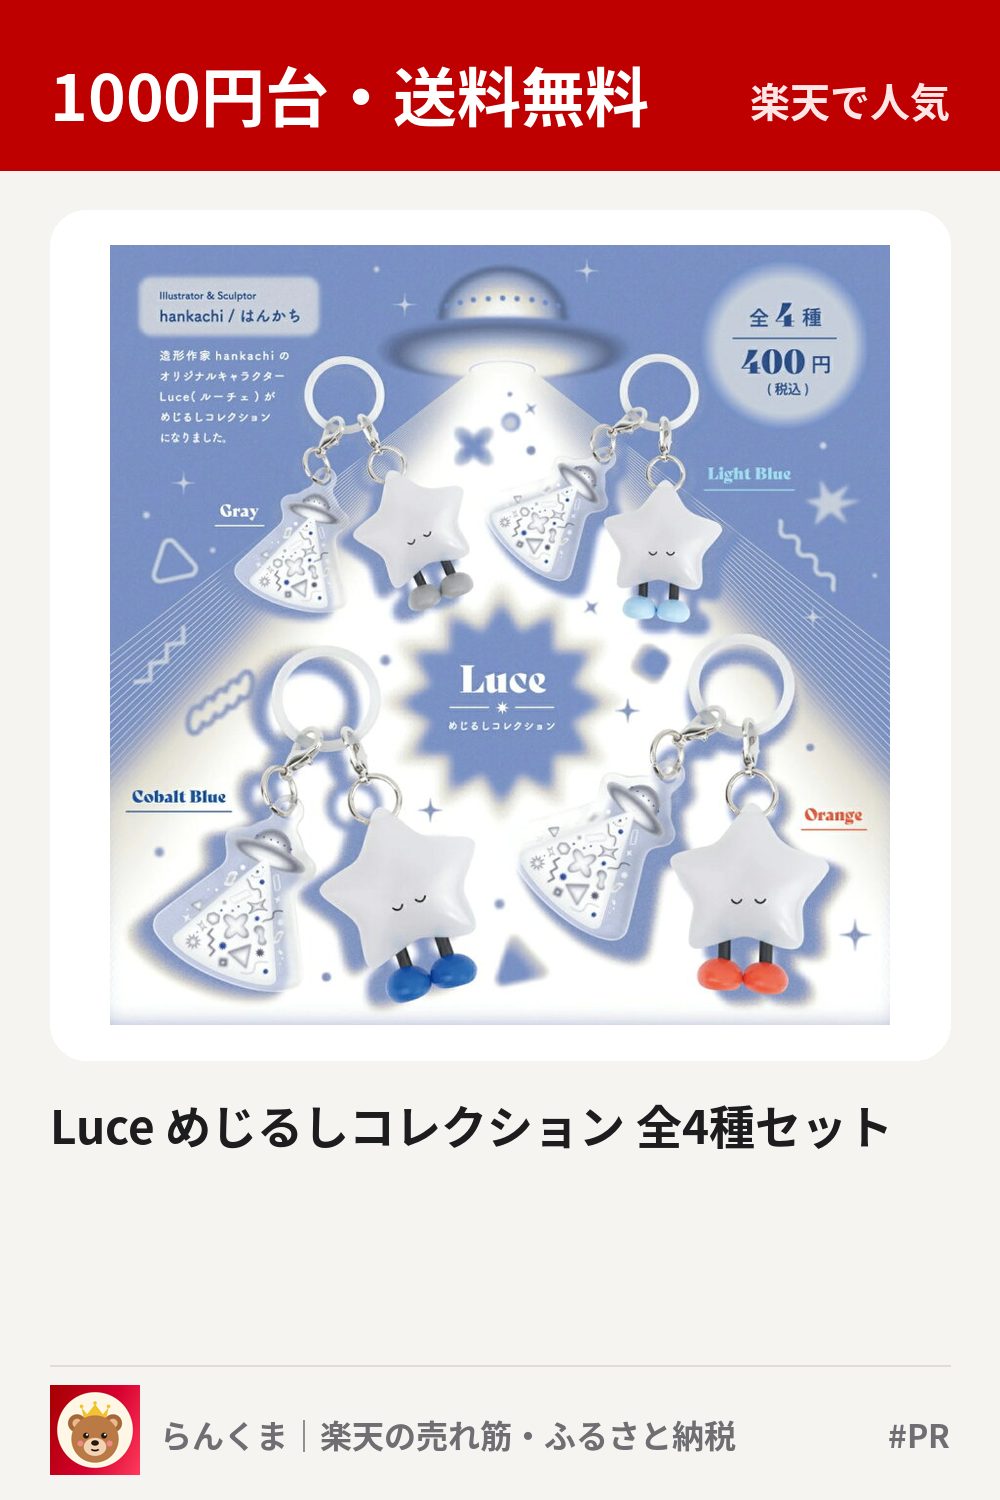 1000円台・送料無料
楽天で人気
Illustrator & Sculptor
hankachi / はんかち
造形作家 hankachi の
オリジナルキャラクター
Luce( ルーチェ ) が
めじるしコレクション
になりました。
全4種
400円
( 税込 )
Gray
Light Blue
Luce
めじるしコレクション
Cobalt Blue
Orange
Luce めじるしコレクション 全4種セット
らんくま｜楽天の売れ筋・ふるさと納税
#PR